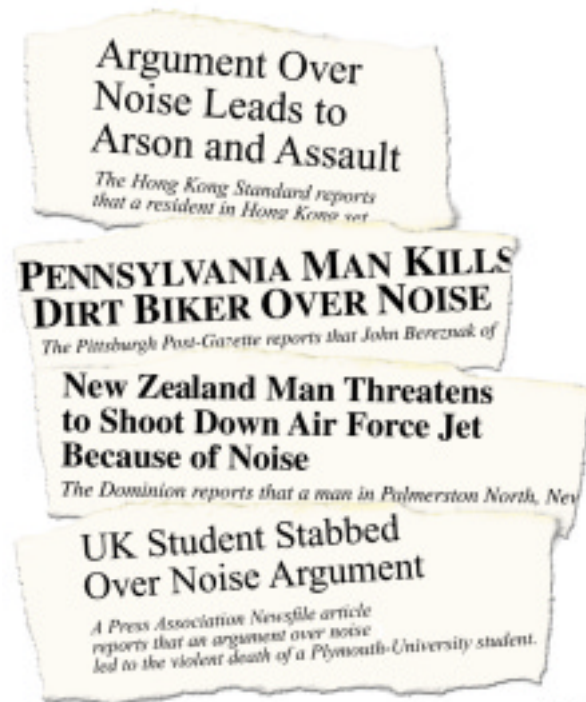 Argument Over
Noise Leads to
Arson and Assault
The Hong Kong Standard reports
that a resident in Hong Kong set
PENNSYLVANIA MAN KILLS
DIRT BIKER OVER NOISE
The Pittsburgh Post-Gazette reports that John Bereznak of
New Zealand Man Threatens
to Shoot Down Air Force Jet
Because of Noise
The Dominion reports that a man in Palmerston North, New
UK Student Stabbed
Over Noise Argument
A Press Association Newsfile article
reports that an argument over noise
led to the violent death of a Plymouth-University student.